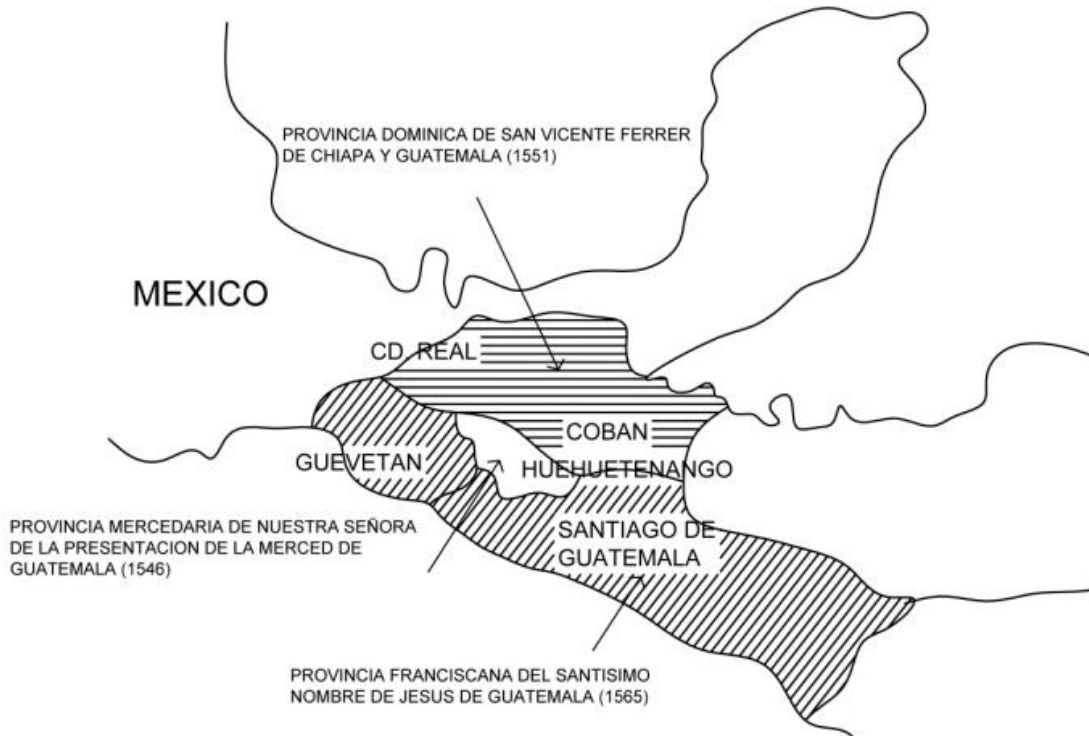 PROVINCIA DOMINICA DE SAN VICENTE FERRER
DE CHIAPA Y GUATEMALA (1551)
MEXICO
CD. REAL
COBAN
GUEVETAN
HUEHUETENANGO
PROVINCIA MERCEDARIA DE NUESTRA SEÑORA
DE LA PRESENTACION DE LA MERCED DE
GUATEMALA (1546)
SANTIAGO DE
GUATEMALA
PROVINCIA FRANCISCANA DEL SANTISIMO
NOMBRE DE JESUS DE GUATEMALA (1565)